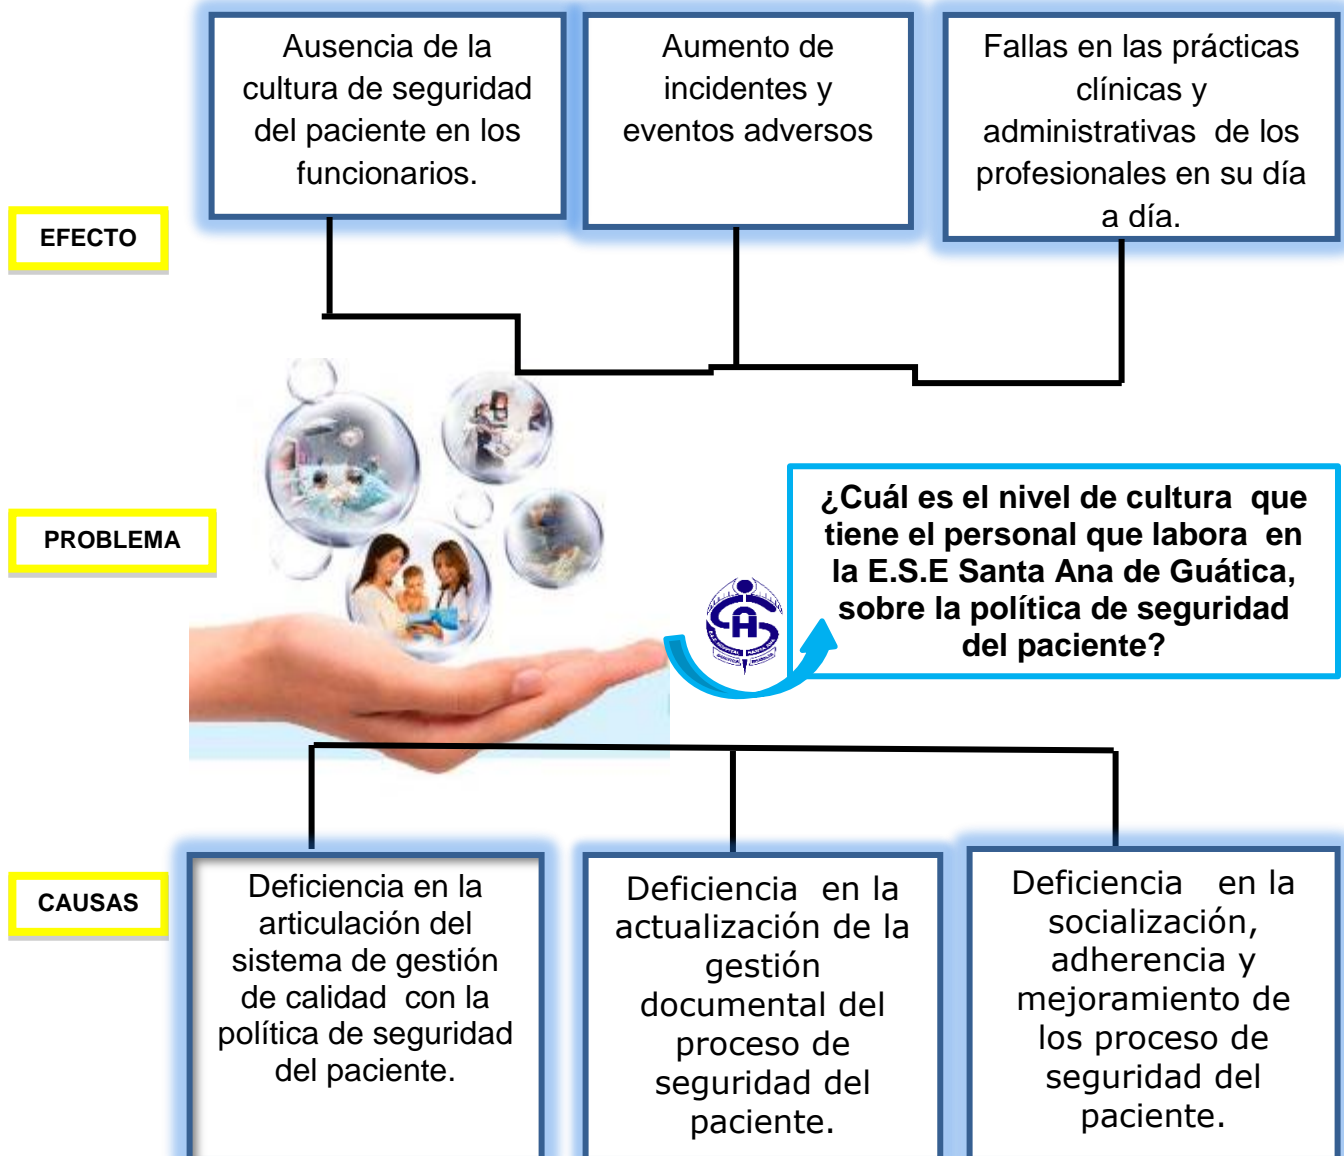 Ausencia de la
cultura de seguridad
del paciente en los
funcionarios.
Aumento de
incidentes y
eventos adversos
Fallas en las prácticas
clínicas y
administrativas de los
profesionales en su día
a día.
EFECTO
PROBLEMA
¿Cuál es el nivel de cultura que
tiene el personal que labora en
la E.S.E Santa Ana de Guática,
sobre la política de seguridad
del paciente?
CAUSAS
Deficiencia en la
articulación del
sistema de gestión
de calidad con la
política de seguridad
del paciente.
Deficiencia en la
actualización de la
gestión
documental del
proceso de
seguridad del
paciente.
Deficiencia en la
socialización,
adherencia y
mejoramiento de
los proceso de
seguridad del
paciente.